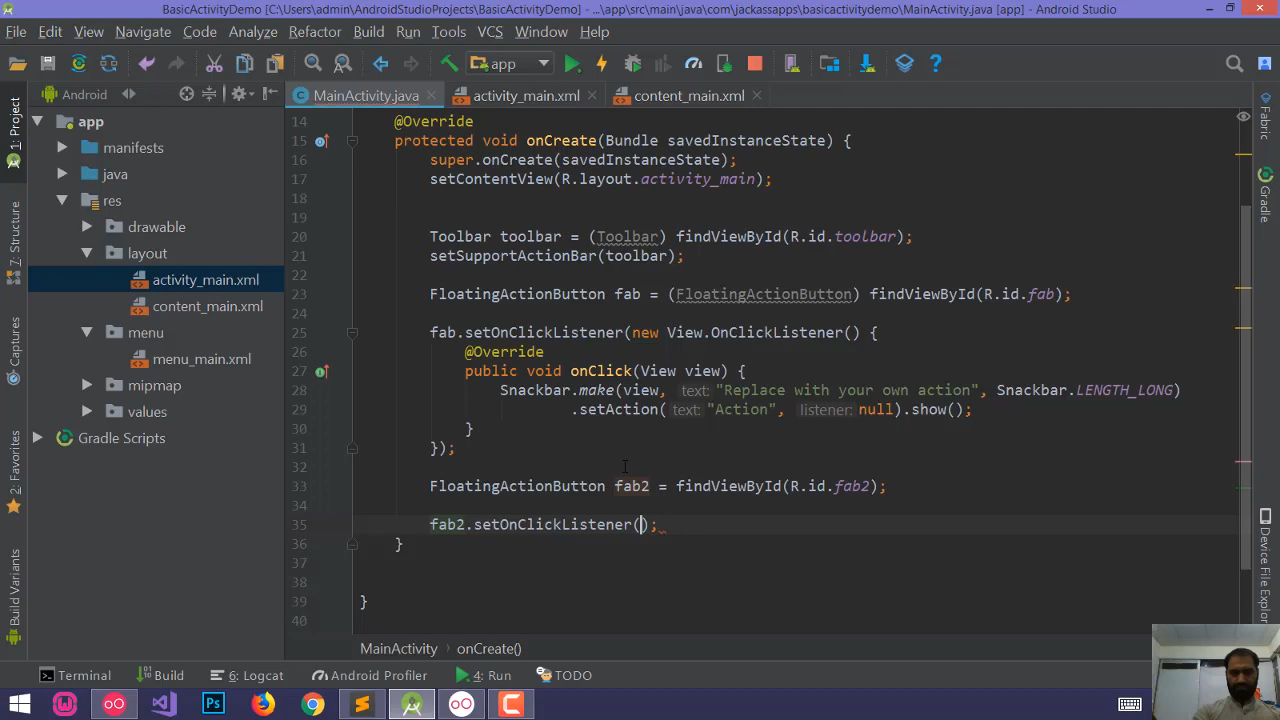 BasicActivityDemo [C:\Users\admin\AndroidStudioProjects\BasicActivityDemo] - ...\app\src\main\java\com\jackassapps\basicactivitydemo\MainActivity.java [app] - Android Studio
File Edit View Navigate Code Analyze Refactor Build Run Tools VCS Window Help
app
Android
MainActivity.java activity_main.xml content_main.xml
1: Project
7: Structure
Captures
2: Favorites
Build Variants
app
manifests
java
res
drawable
layout
activity_main.xml
content_main.xml
menu
menu_main.xml
mipmap
values
Gradle Scripts
14 @Override
15 protected void onCreate(Bundle savedInstanceState) {
16 super.onCreate(savedInstanceState);
17 setContentView(R.layout.activity_main);
18
19
20 Toolbar toolbar = (Toolbar) findViewById(R.id.toolbar);
21 setSupportActionBar(toolbar);
22
23 FloatingActionButton fab = (FloatingActionButton) findViewById(R.id.fab);
24
25 fab.setOnClickListener(new View.OnClickListener() {
26 @Override
27 public void onClick(View view) {
28 Snackbar.make(view, text: "Replace with your own action", Snackbar.LENGTH_LONG)
29 .setAction( text: "Action", listener: null).show();
30 }
31 });
32
33 FloatingActionButton fab2 = findViewById(R.id.fab2);
34
35 fab2.setOnClickListener();
36 }
37
38
39 }
40
MainActivity onCreate()
Fabric
Gradle
Device File Explorer
Terminal Build 6: Logcat Android Profiler 4: Run TODO
Ps